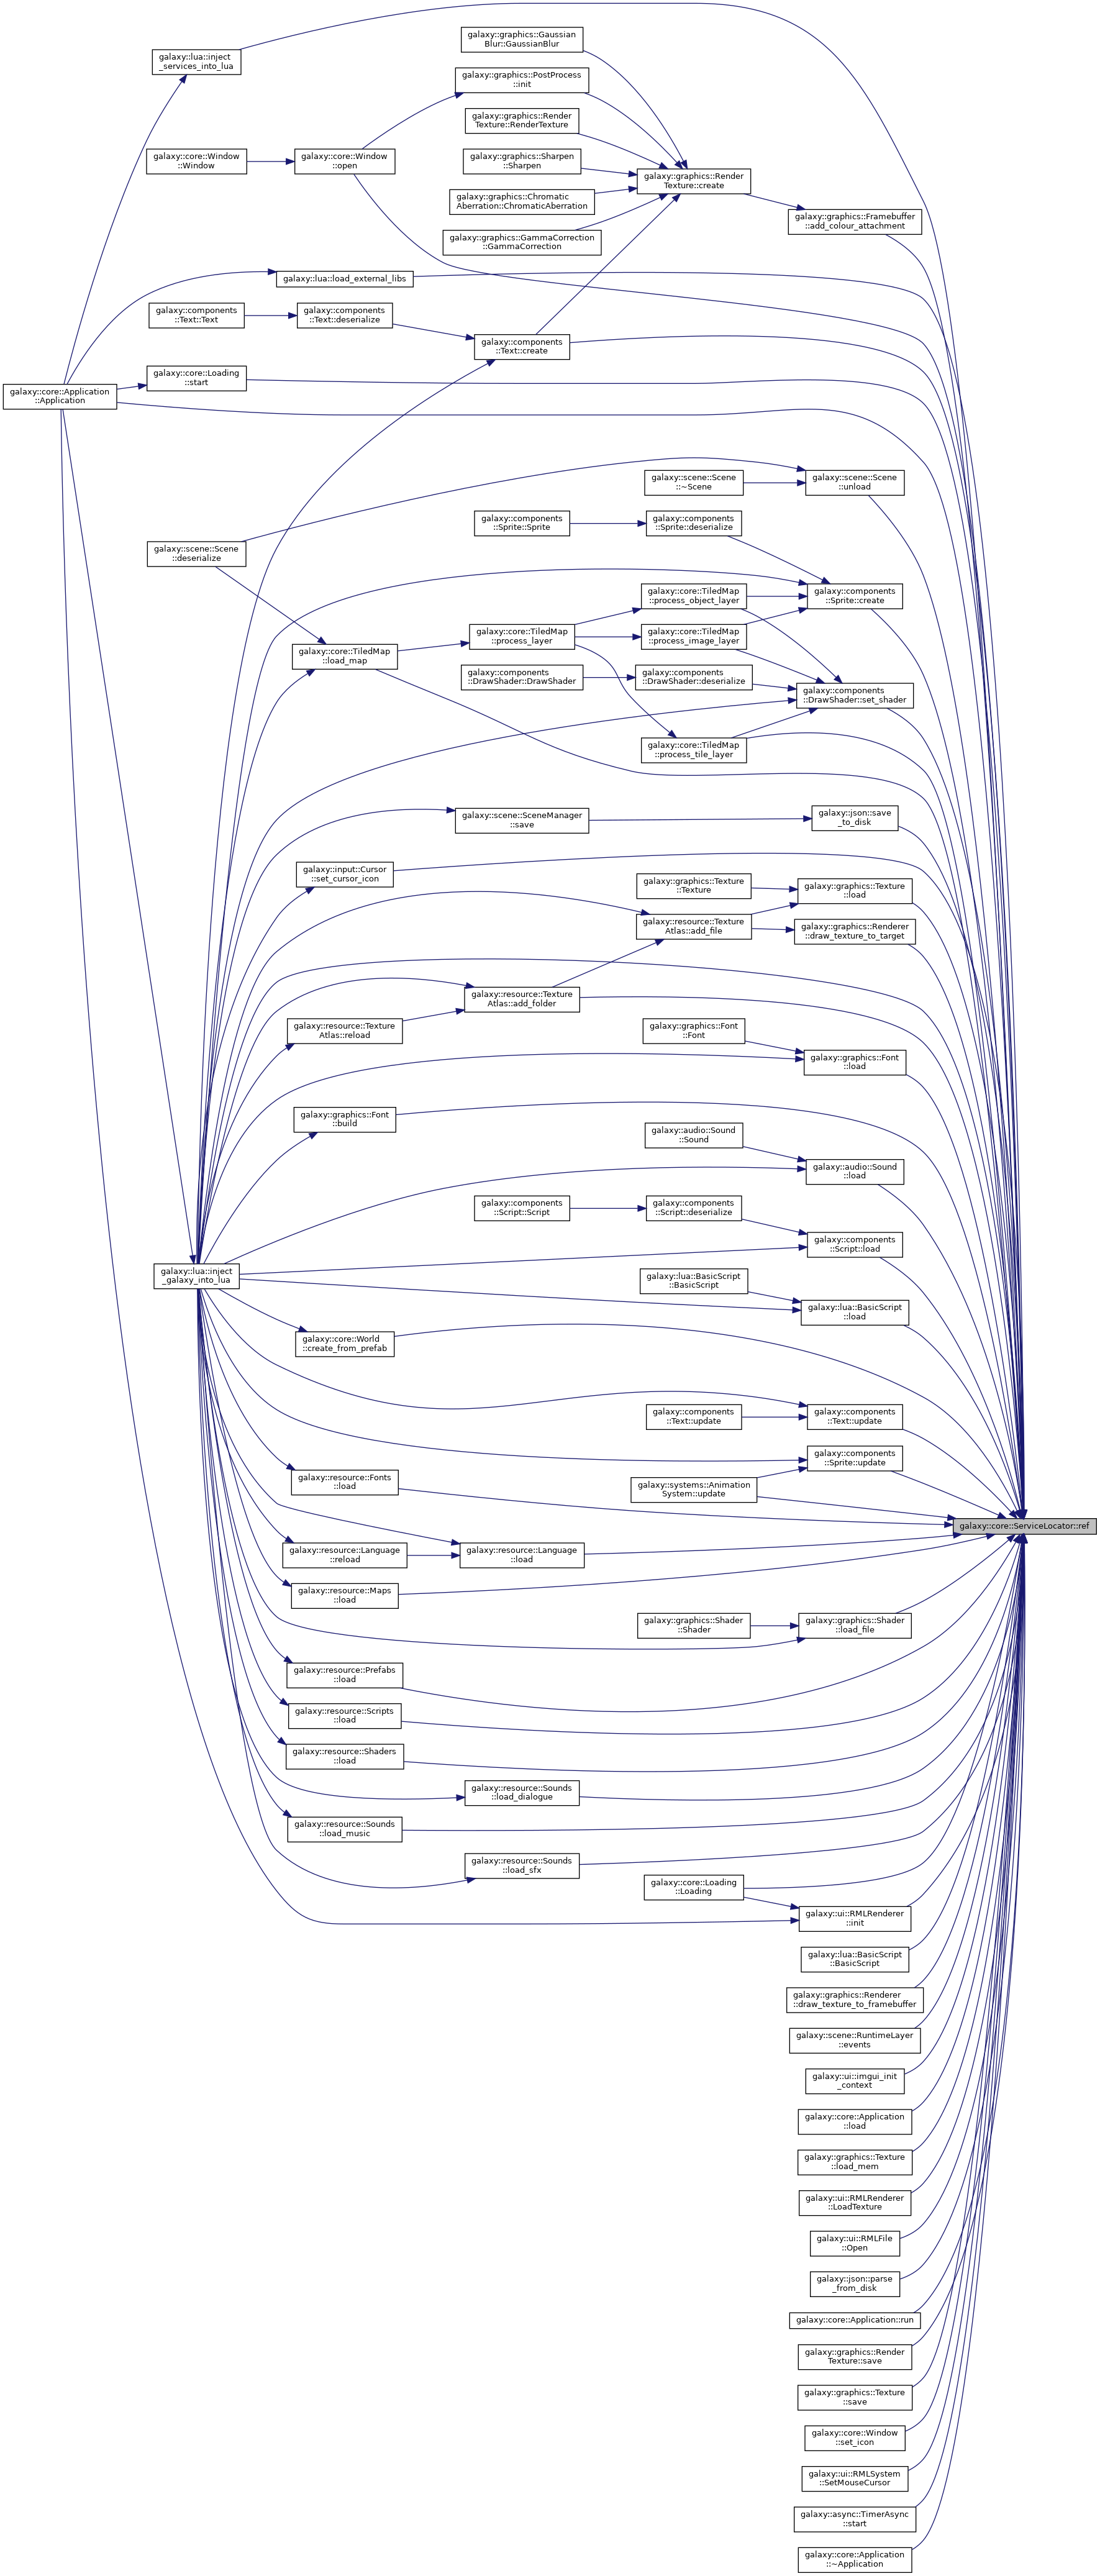 galaxy::graphics::Gaussian
Blur::GaussianBlur
galaxy::lua::inject
_services_into_lua
galaxy::graphics::PostProcess
::init
galaxy::graphics::Render
Texture::RenderTexture
galaxy::core::Window
::Window
galaxy::core::Window
::open
galaxy::graphics::Sharpen
::Sharpen
galaxy::graphics::Render
Texture::create
galaxy::graphics::Chromatic
Aberration::ChromaticAberration
galaxy::graphics::Framebuffer
::add_colour_attachment
galaxy::graphics::GammaCorrection
::GammaCorrection
galaxy::lua::load_external_libs
galaxy::components
::Text::Text
galaxy::components
::Text::deserialize
galaxy::components
::Text::create
galaxy::core::Loading
::start
galaxy::core::Application
::Application
galaxy::scene::Scene
::~Scene
galaxy::scene::Scene
::unload
galaxy::components
::Sprite::Sprite
galaxy::components
::Sprite::deserialize
galaxy::scene::Scene
::deserialize
galaxy::core::TiledMap
::process_object_layer
galaxy::components
::Sprite::create
galaxy::core::TiledMap
::load_map
galaxy::core::TiledMap
::process_layer
galaxy::core::TiledMap
::process_image_layer
galaxy::components
::DrawShader::DrawShader
galaxy::components
::DrawShader::deserialize
galaxy::components
::DrawShader::set_shader
galaxy::core::TiledMap
::process_tile_layer
galaxy::scene::SceneManager
::save
galaxy::json::save
_to_disk
galaxy::input::Cursor
::set_cursor_icon
galaxy::graphics::Texture
::Texture
galaxy::graphics::Texture
::load
galaxy::resource::Texture
Atlas::add_file
galaxy::graphics::Renderer
::draw_texture_to_target
galaxy::resource::Texture
Atlas::add_folder
galaxy::resource::Texture
Atlas::reload
galaxy::graphics::Font
::Font
galaxy::graphics::Font
::load
galaxy::graphics::Font
::build
galaxy::audio::Sound
::Sound
galaxy::audio::Sound
::load
galaxy::components
::Script::Script
galaxy::components
::Script::deserialize
galaxy::components
::Script::load
galaxy::lua::inject
_galaxy_into_lua
galaxy::lua::BasicScript
::BasicScript
galaxy::lua::BasicScript
::load
galaxy::core::World
::create_from_prefab
galaxy::components
::Text::update
galaxy::components
::Text::update
galaxy::components
::Sprite::update
galaxy::resource::Fonts
::load
galaxy::systems::Animation
System::update
galaxy::core::ServiceLocator::ref
galaxy::resource::Language
::reload
galaxy::resource::Language
::load
galaxy::resource::Maps
::load
galaxy::graphics::Shader
::Shader
galaxy::graphics::Shader
::load_file
galaxy::resource::Prefabs
::load
galaxy::resource::Scripts
::load
galaxy::resource::Shaders
::load
galaxy::resource::Sounds
::load_dialogue
galaxy::resource::Sounds
::load_music
galaxy::resource::Sounds
::load_sfx
galaxy::core::Loading
::Loading
galaxy::ui::RMLRenderer
::init
galaxy::lua::BasicScript
::BasicScript
galaxy::graphics::Renderer
::draw_texture_to_framebuffer
galaxy::scene::RuntimeLayer
::events
galaxy::ui::imgui_init
_context
galaxy::core::Application
::load
galaxy::graphics::Texture
::load_mem
galaxy::ui::RMLRenderer
::LoadTexture
galaxy::ui::RMLFile
::Open
galaxy::json::parse
_from_disk
galaxy::core::Application::run
galaxy::graphics::Render
Texture::save
galaxy::graphics::Texture
::save
galaxy::core::Window
::set_icon
galaxy::ui::RMLSystem
::SetMouseCursor
galaxy::async::TimerAsync
::start
galaxy::core::Application
::~Application